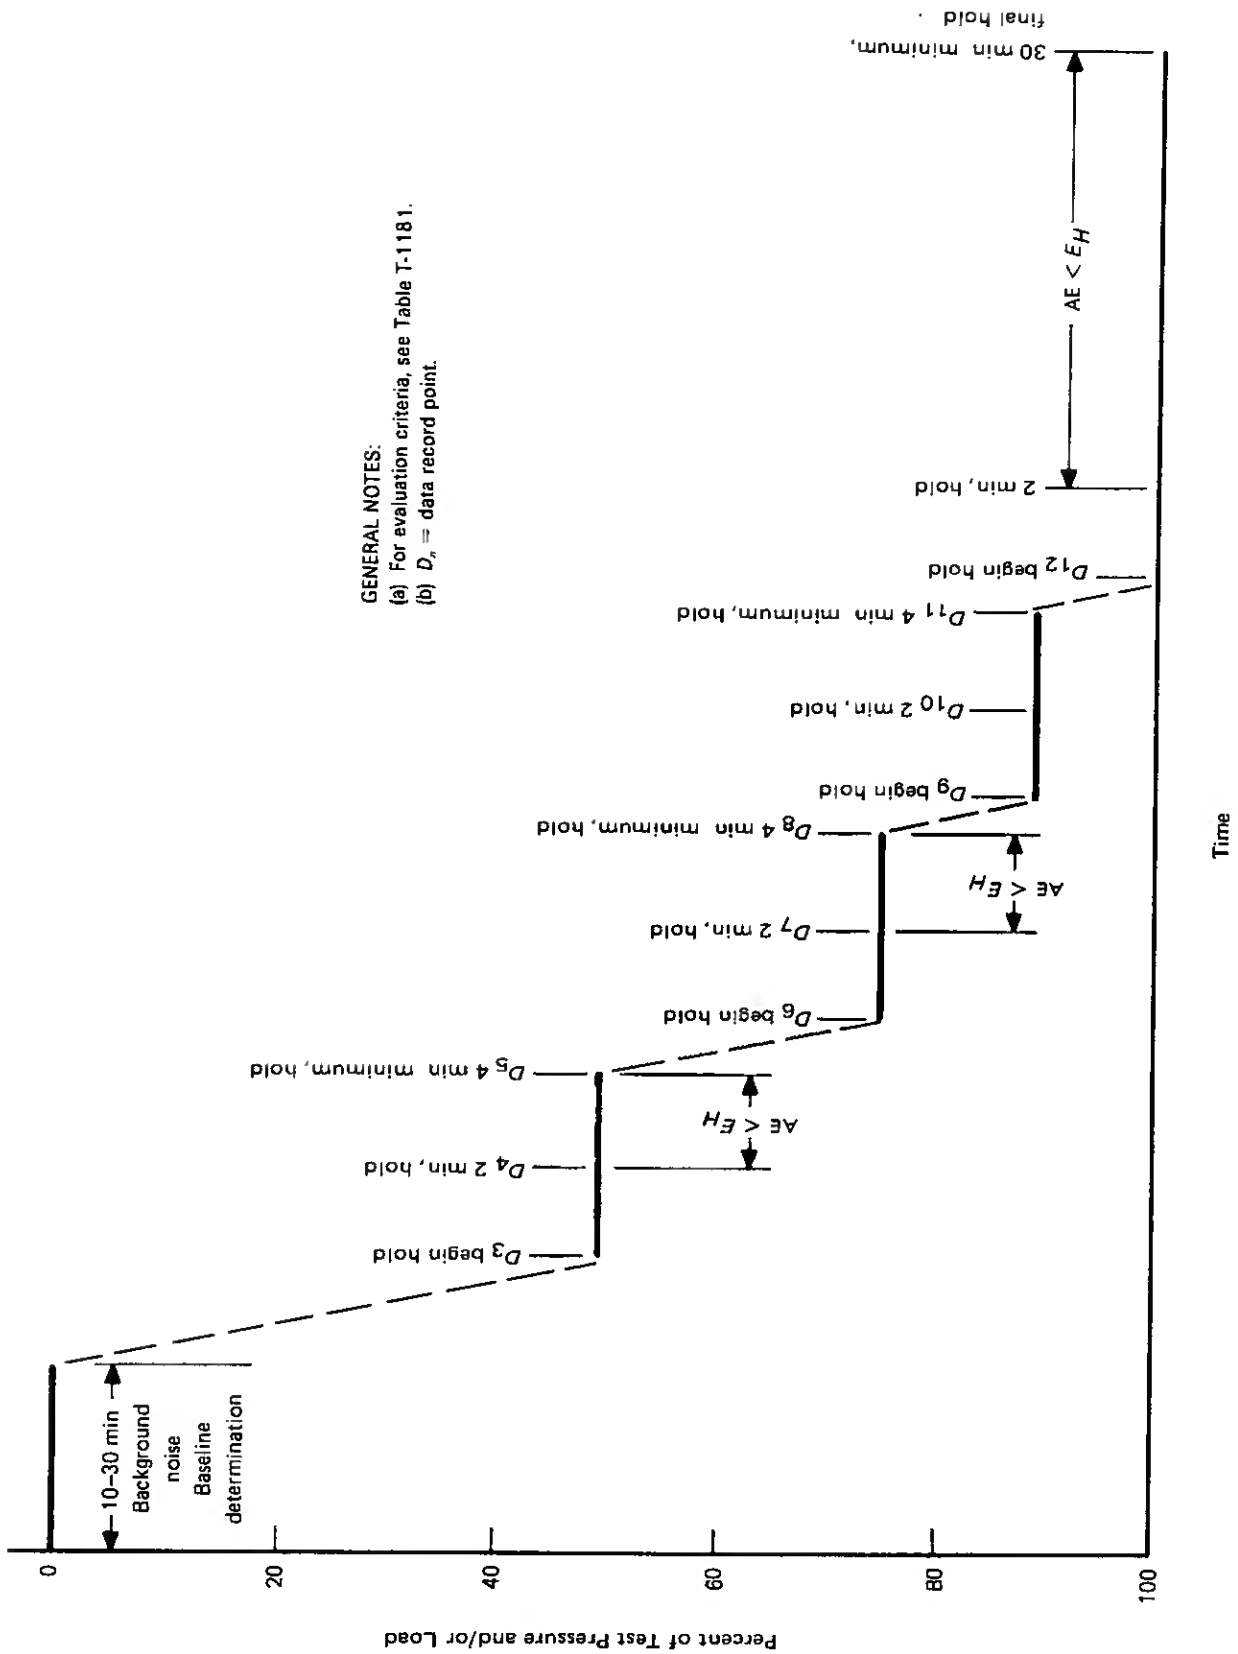 30 min minimum,
final hold
AE < E_H
2 min, hold
D12 begin hold
D11 4 min minimum, hold
D10 2 min, hold
D9 begin hold
D8 4 min minimum, hold
AE < E_H
D7 2 min, hold
D6 begin hold
D5 4 min minimum, hold
AE < E_H
D4 2 min, hold
D3 begin hold
GENERAL NOTES:
(a) For evaluation criteria, see Table T-1181.
(b) Dn = data record point.
10–30 min
Background
noise
Baseline
determination
0
20
40
60
80
100
Percent of Test Pressure and/or Load
Time